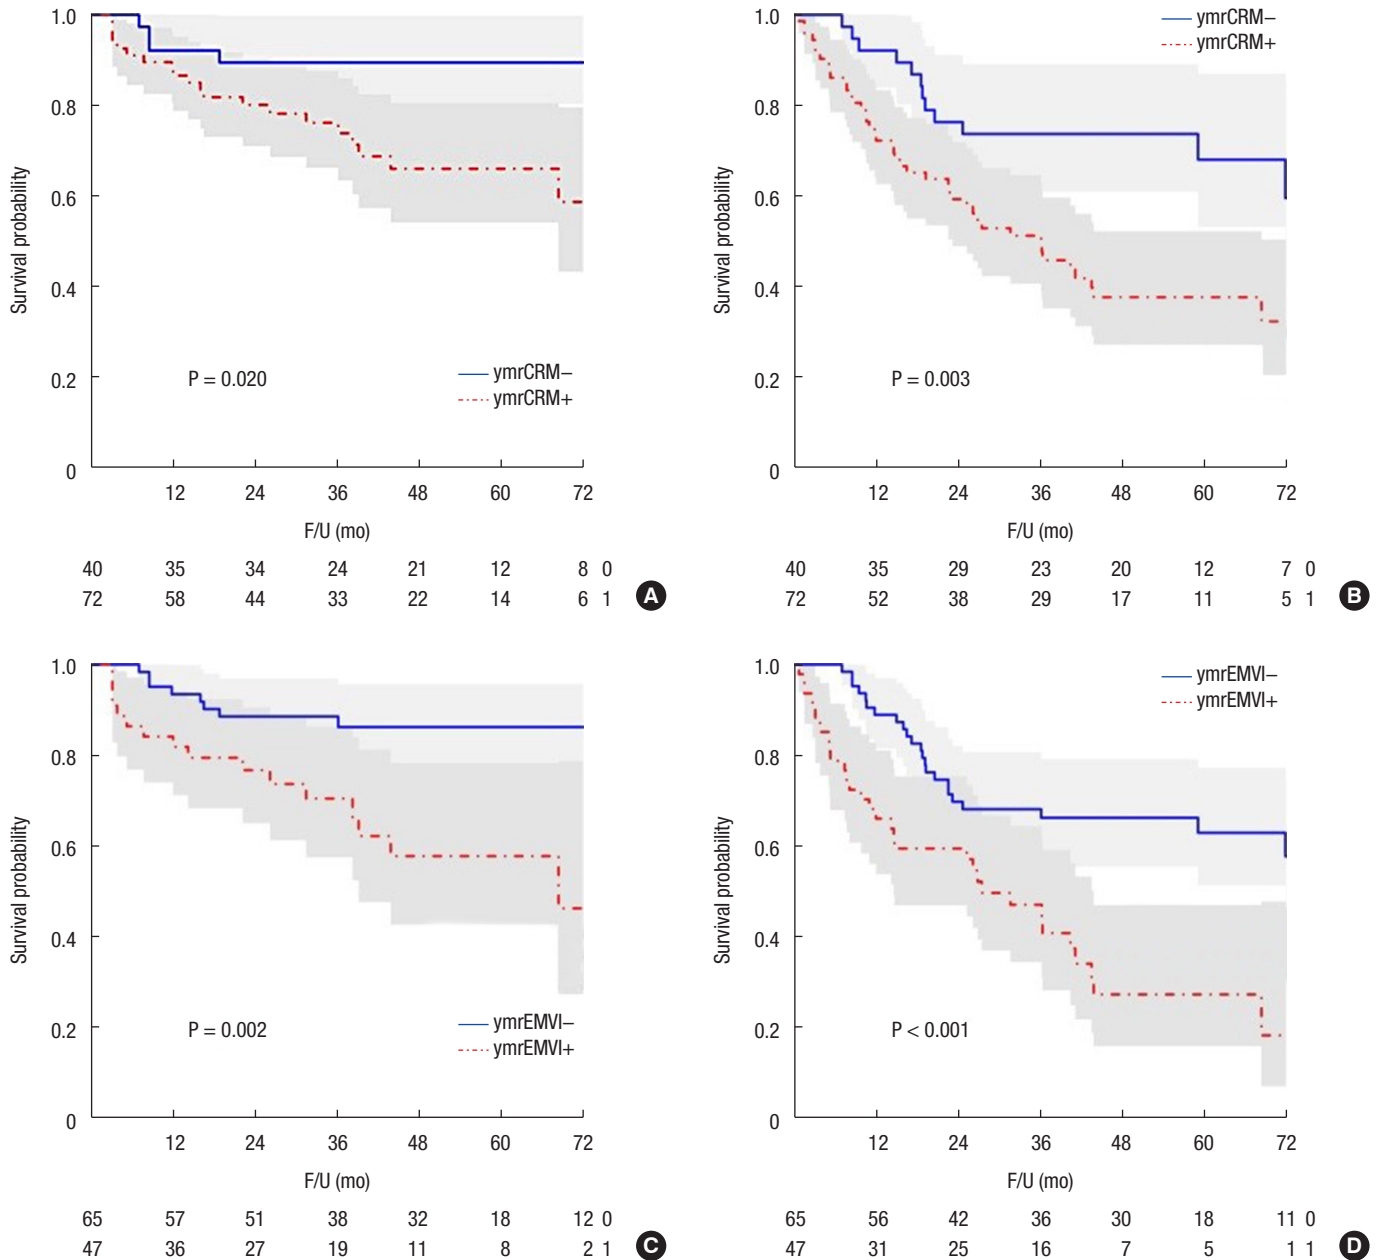 1.0
0.8
0.6
0.4
0.2
0
Survival probability
P = 0.020
ymrCRM−
ymrCRM+
12 24 36 48 60 72
F/U (mo)
40 35 34 24 21 12 8 0
72 58 44 33 22 14 6 1
A
1.0
0.8
0.6
0.4
0.2
0
Survival probability
ymrCRM−
ymrCRM+
P = 0.003
12 24 36 48 60 72
F/U (mo)
40 35 29 23 20 12 7 0
72 52 38 29 17 11 5 1
B
1.0
0.8
0.6
0.4
0.2
0
Survival probability
P = 0.002
ymrEMVI−
ymrEMVI+
12 24 36 48 60 72
F/U (mo)
65 57 51 38 32 18 12 0
47 36 27 19 11 8 2 1
C
1.0
0.8
0.6
0.4
0.2
0
Survival probability
ymrEMVI−
ymrEMVI+
P < 0.001
12 24 36 48 60 72
F/U (mo)
65 56 42 36 30 18 11 0
47 31 25 16 7 5 1 1
D